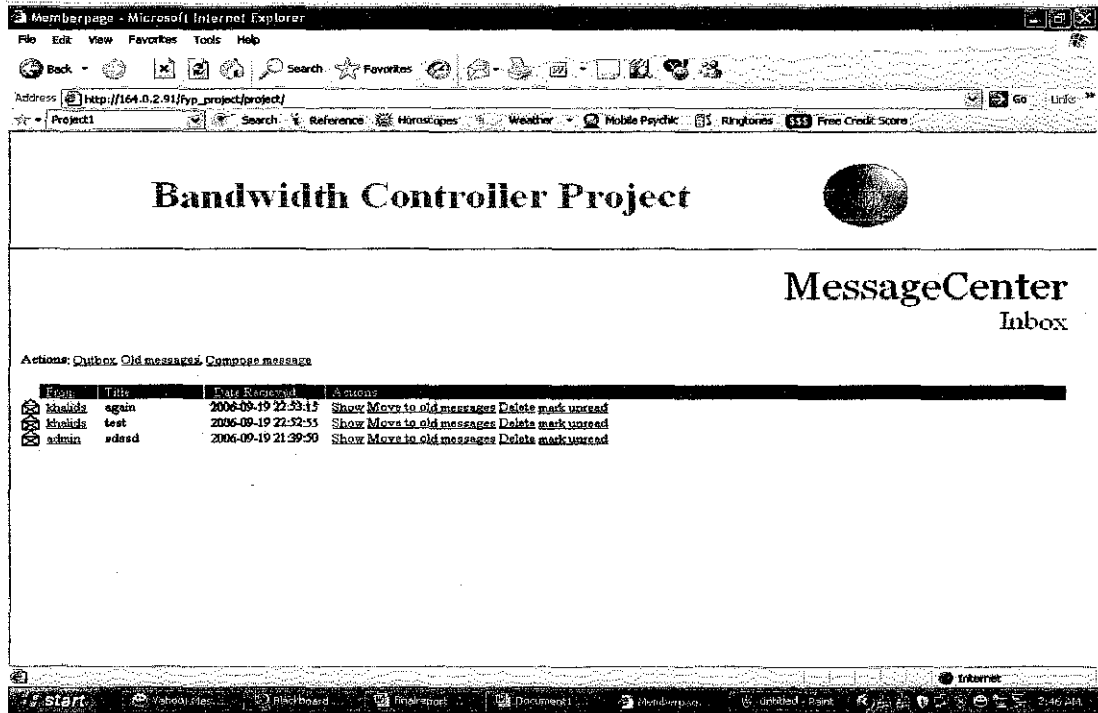 Memberpage - Microsoft Internet Explorer
File Edit View Favorites Tools Help
Back Search Favorites
Address http://164.0.2.91/fyp_project/project/ Go Links »
Project1 Search Reference Horoscopes Weather Mobile Psychic Ringtones $$$ Free Credit Score
Bandwidth Controller Project
MessageCenter
Inbox
Actions: Outbox Old messages Compose message
From Title Date Received Actions
khalids again 2006-09-19 22:53:15 Show Move to old messages Delete mark unread
khalids test 2006-09-19 22:52:55 Show Move to old messages Delete mark unread
admin sdasd 2006-09-19 21:39:50 Show Move to old messages Delete mark unread
Internet
start Blackboard Document1 Memberpage untitled - Paint 2:46 AM